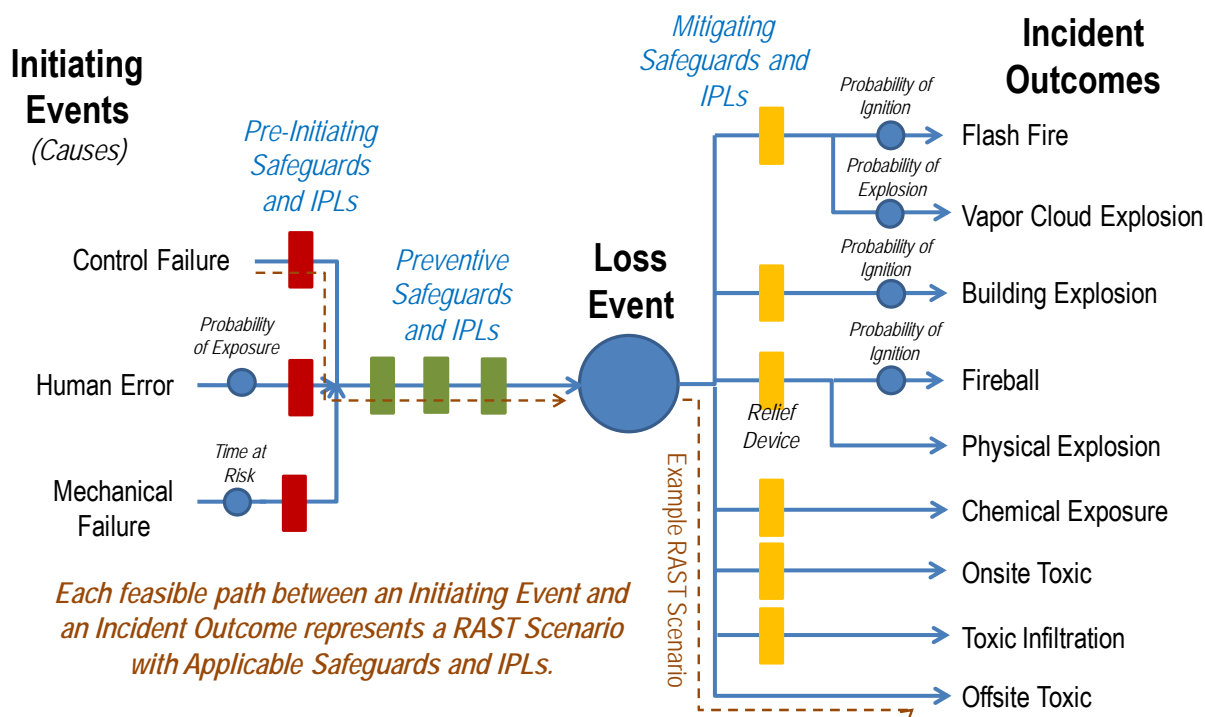 Initiating
Events
(Causes)
Pre-Initiating
Safeguards
and IPLs
Control Failure
Probability
of Exposure
Human Error
Time at
Risk
Mechanical
Failure
Preventive
Safeguards
and IPLs
Loss
Event
Mitigating
Safeguards and
IPLs
Relief
Device
Example RAST Scenario
Incident
Outcomes
Probability of
Ignition
Flash Fire
Probability of
Explosion
Vapor Cloud Explosion
Probability of
Ignition
Building Explosion
Probability of
Ignition
Fireball
Physical Explosion
Chemical Exposure
Onsite Toxic
Toxic Infiltration
Offsite Toxic
Each feasible path between an Initiating Event and
an Incident Outcome represents a RAST Scenario
with Applicable Safeguards and IPLs.